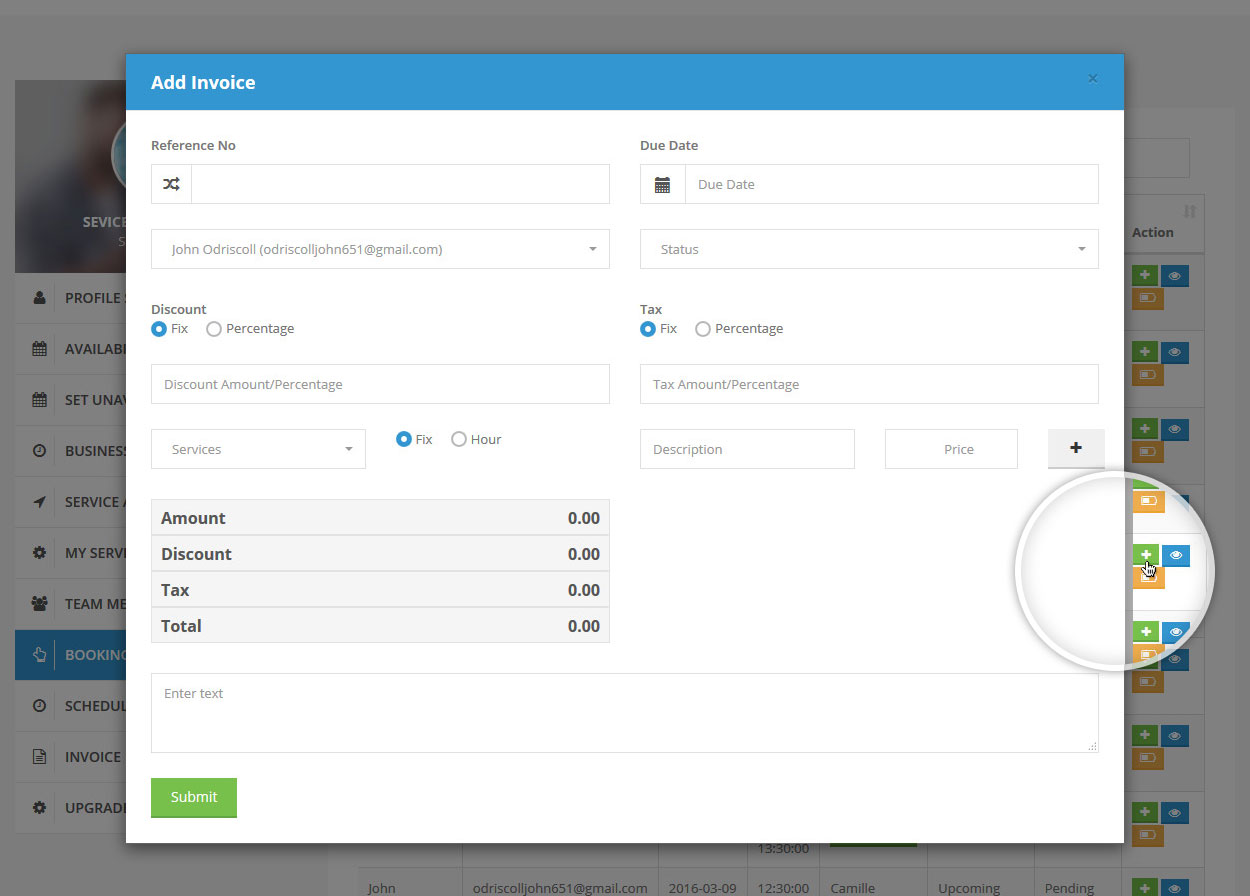 Add Invoice ×
Reference No Due Date
Due Date
John Odriscoll (odriscolljohn651@gmail.com) Status
Discount Tax
Fix Percentage Fix Percentage
Discount Amount/Percentage Tax Amount/Percentage
Services Fix Hour Description Price +
Amount 0.00
Discount 0.00
Tax 0.00
Total 0.00
Enter text
Submit
SEVICE
S
PROFILE
AVAILAB
SET UNAV
BUSINESS
SERVICE A
MY SERVI
TEAM ME
BOOKING
SCHEDUL
INVOICE
UPGRADE
Action
13:30:00
John odriscolljohn651@gmail.com 2016-03-09 12:30:00 Camille Upcoming Pending